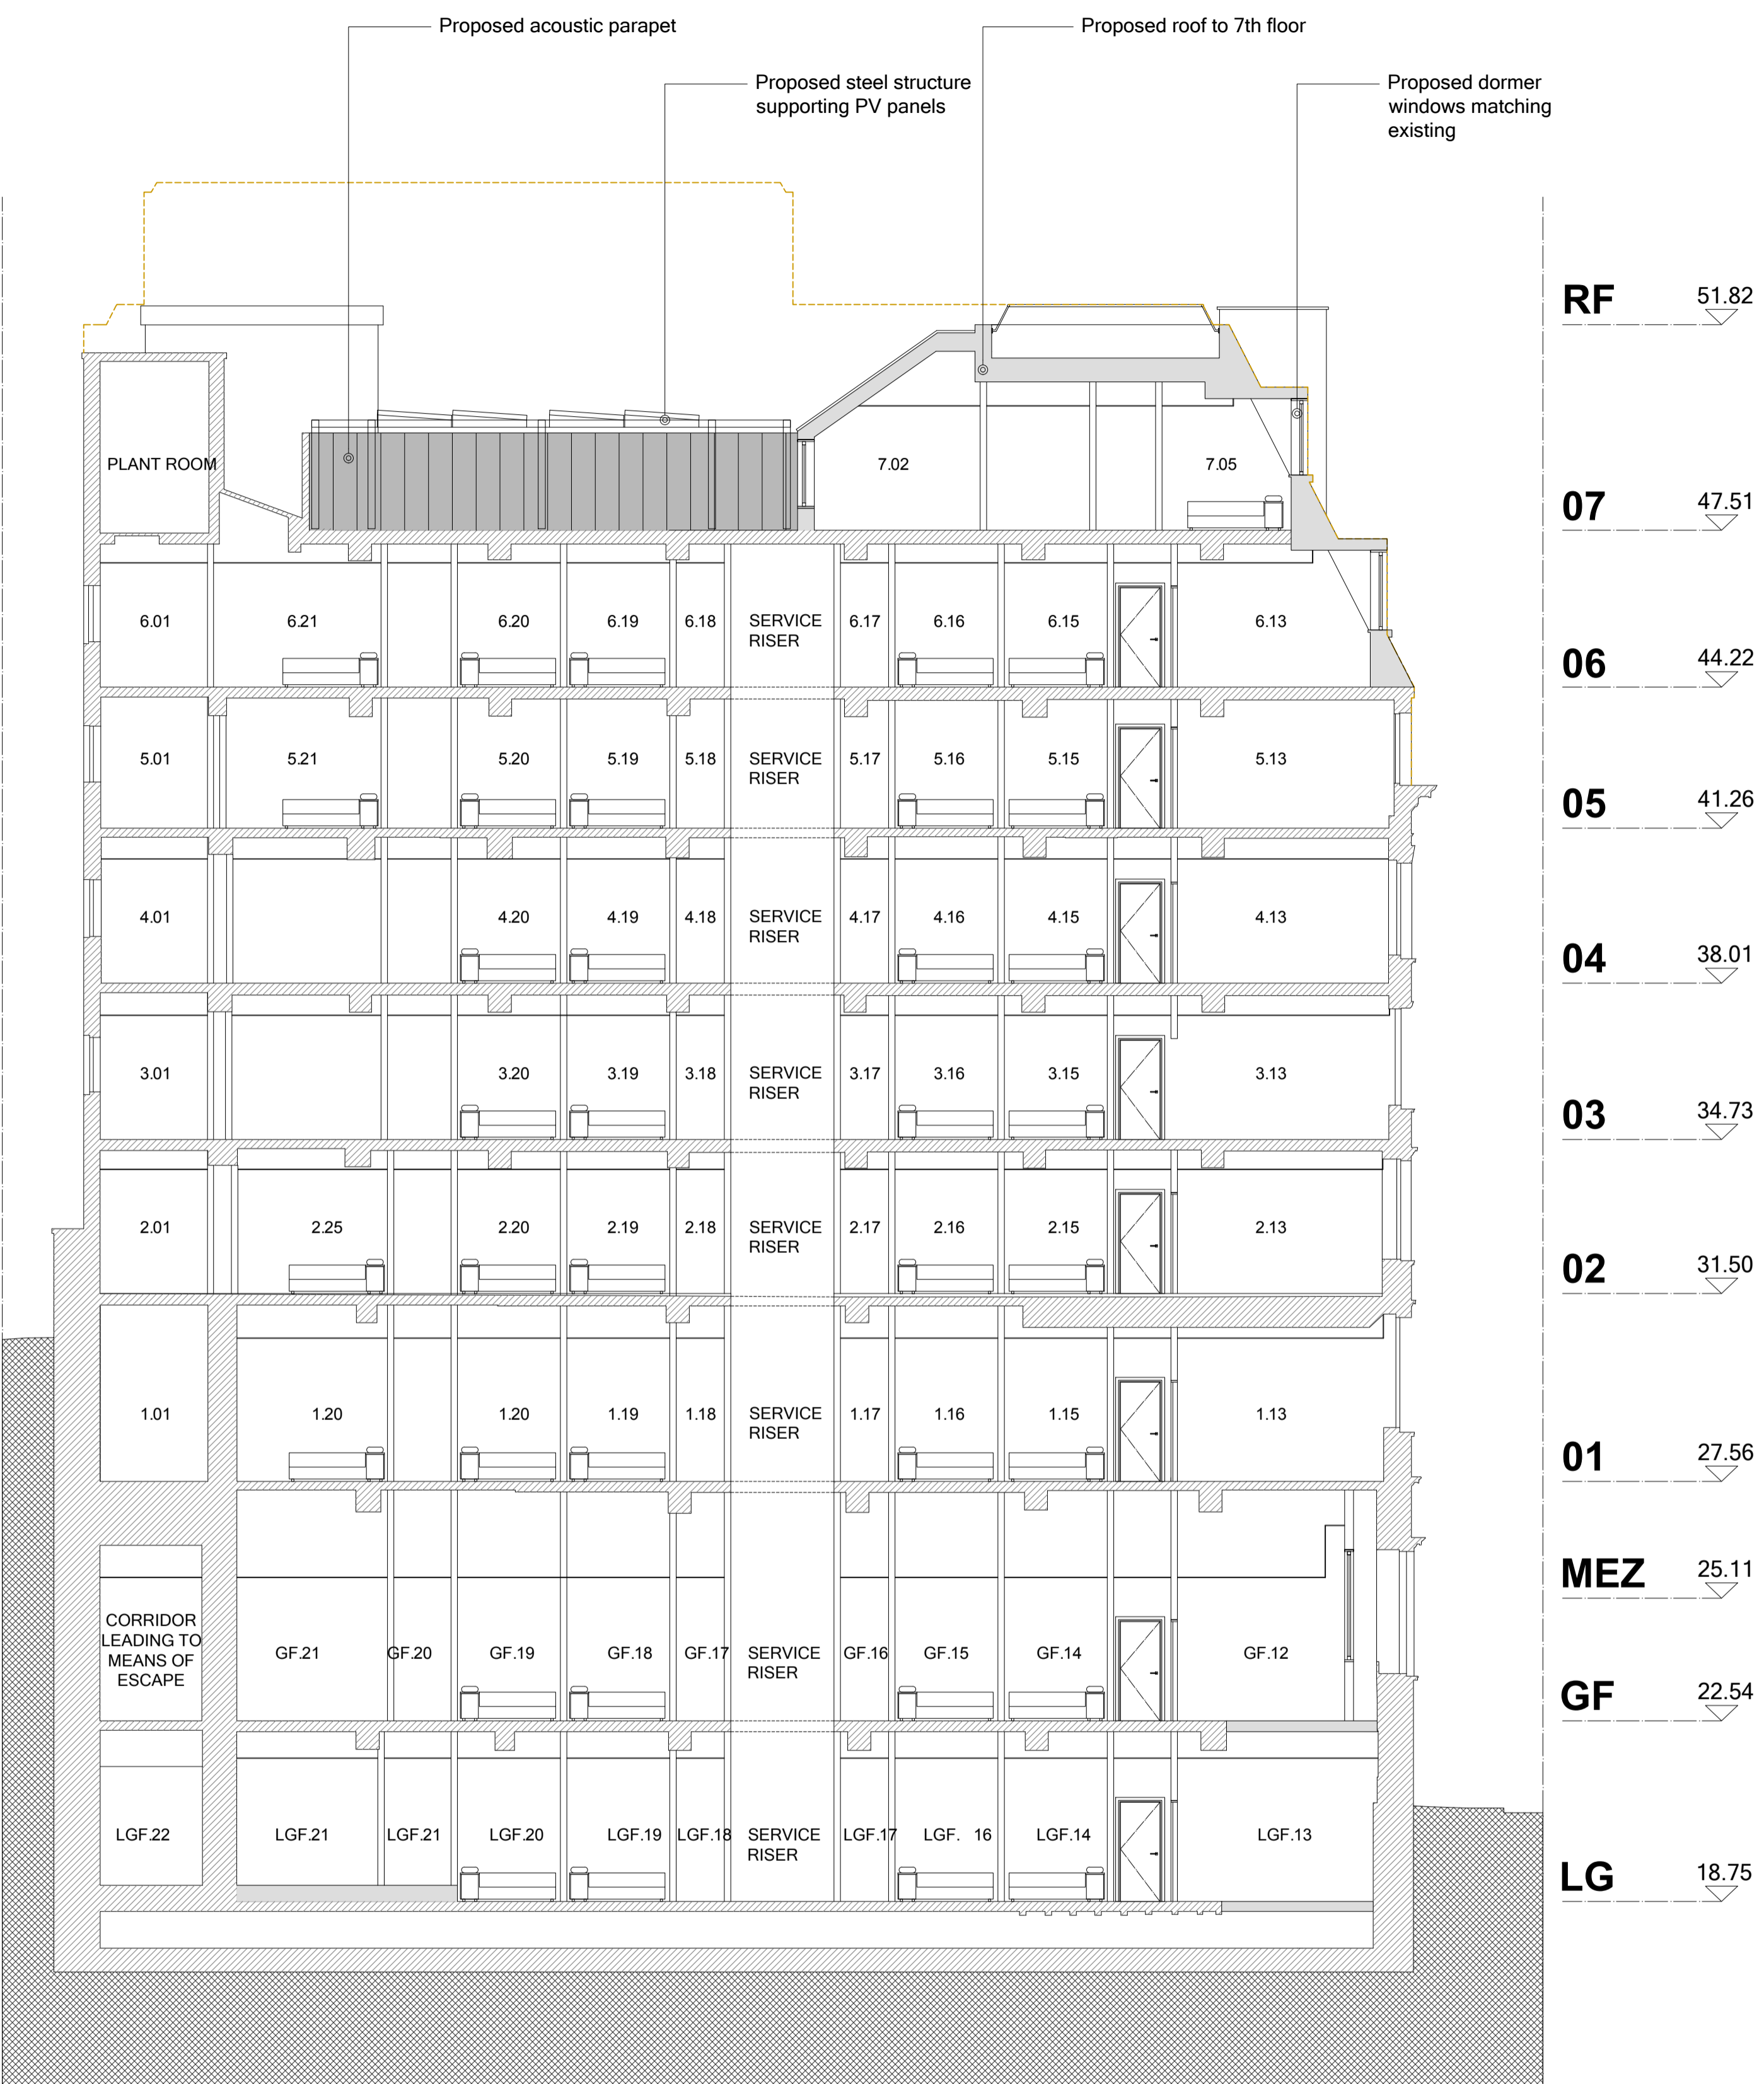 Proposed acoustic parapet
Proposed roof to 7th floor
Proposed steel structure
supporting PV panels
Proposed dormer
windows matching
existing
RF 51.82
PLANT ROOM 7.02 7.05
07 47.51
6.01 6.21 6.20 6.19 6.18 SERVICE
RISER 6.17 6.16 6.15 6.13
06 44.22
5.01 5.21 5.20 5.19 5.18 SERVICE
RISER 5.17 5.16 5.15 5.13
05 41.26
4.01 4.20 4.19 4.18 SERVICE
RISER 4.17 4.16 4.15 4.13
04 38.01
3.01 3.20 3.19 3.18 SERVICE
RISER 3.17 3.16 3.15 3.13
03 34.73
2.01 2.25 2.20 2.19 2.18 SERVICE
RISER 2.17 2.16 2.15 2.13
02 31.50
1.01 1.20 1.20 1.19 1.18 SERVICE
RISER 1.17 1.16 1.15 1.13
01 27.56
MEZ 25.11
CORRIDOR
LEADING TO
MEANS OF
ESCAPE
GF.21 GF.20 GF.19 GF.18 GF.17 SERVICE
RISER GF.16 GF.15 GF.14 GF.12
GF 22.54
LGF.22 LGF.21 LGF.21 LGF.20 LGF.19 LGF.18 SERVICE
RISER LGF.17 LGF. 16 LGF.14 LGF.13
LG 18.75